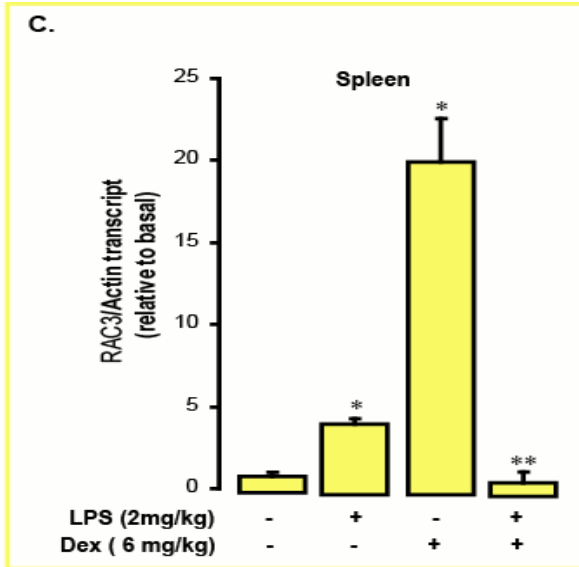 C.
Spleen
RAC3/Actin transcript
(relative to basal)
25
20
15
10
5
0
*
*
**
LPS (2mg/kg) - + - +
Dex ( 6 mg/kg) - - + +